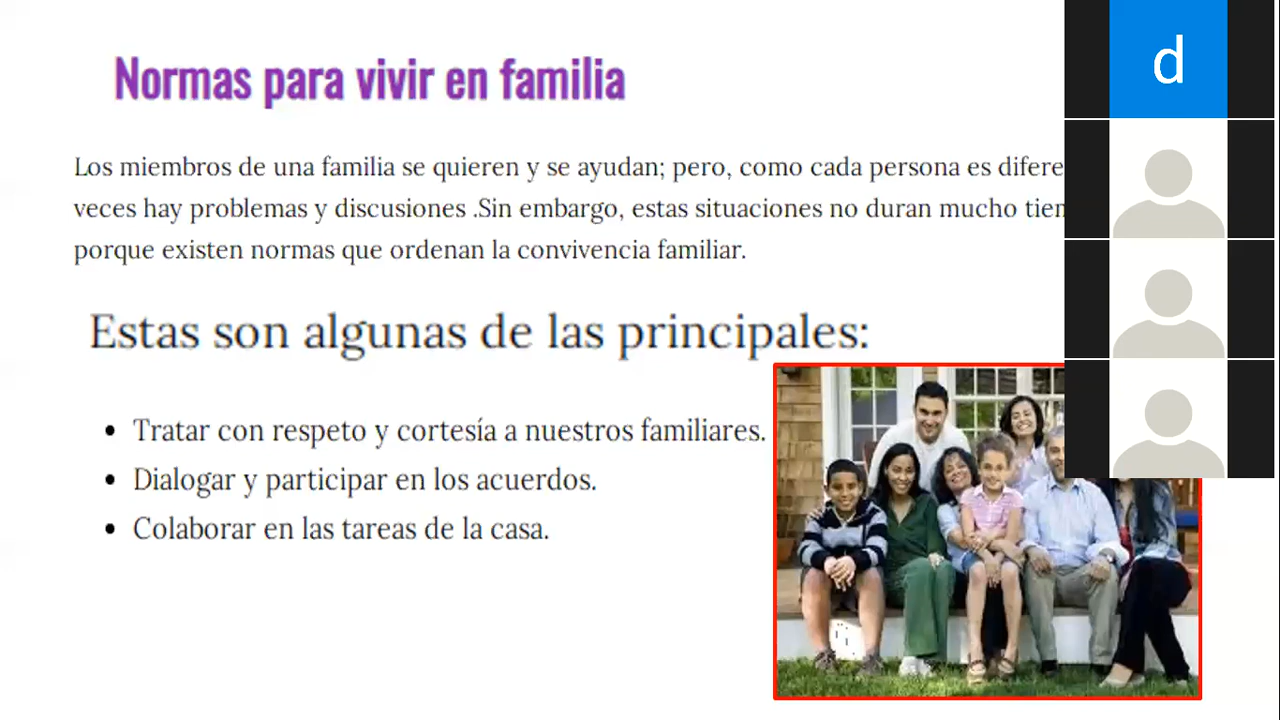 Normas para vivir en familia
d
Los miembros de una familia se quieren y se ayudan; pero, como cada persona es difere
veces hay problemas y discusiones .Sin embargo, estas situaciones no duran mucho tien
porque existen normas que ordenan la convivencia familiar.
Estas son algunas de las principales:
• Tratar con respeto y cortesía a nuestros familiares.
• Dialogar y participar en los acuerdos.
• Colaborar en las tareas de la casa.